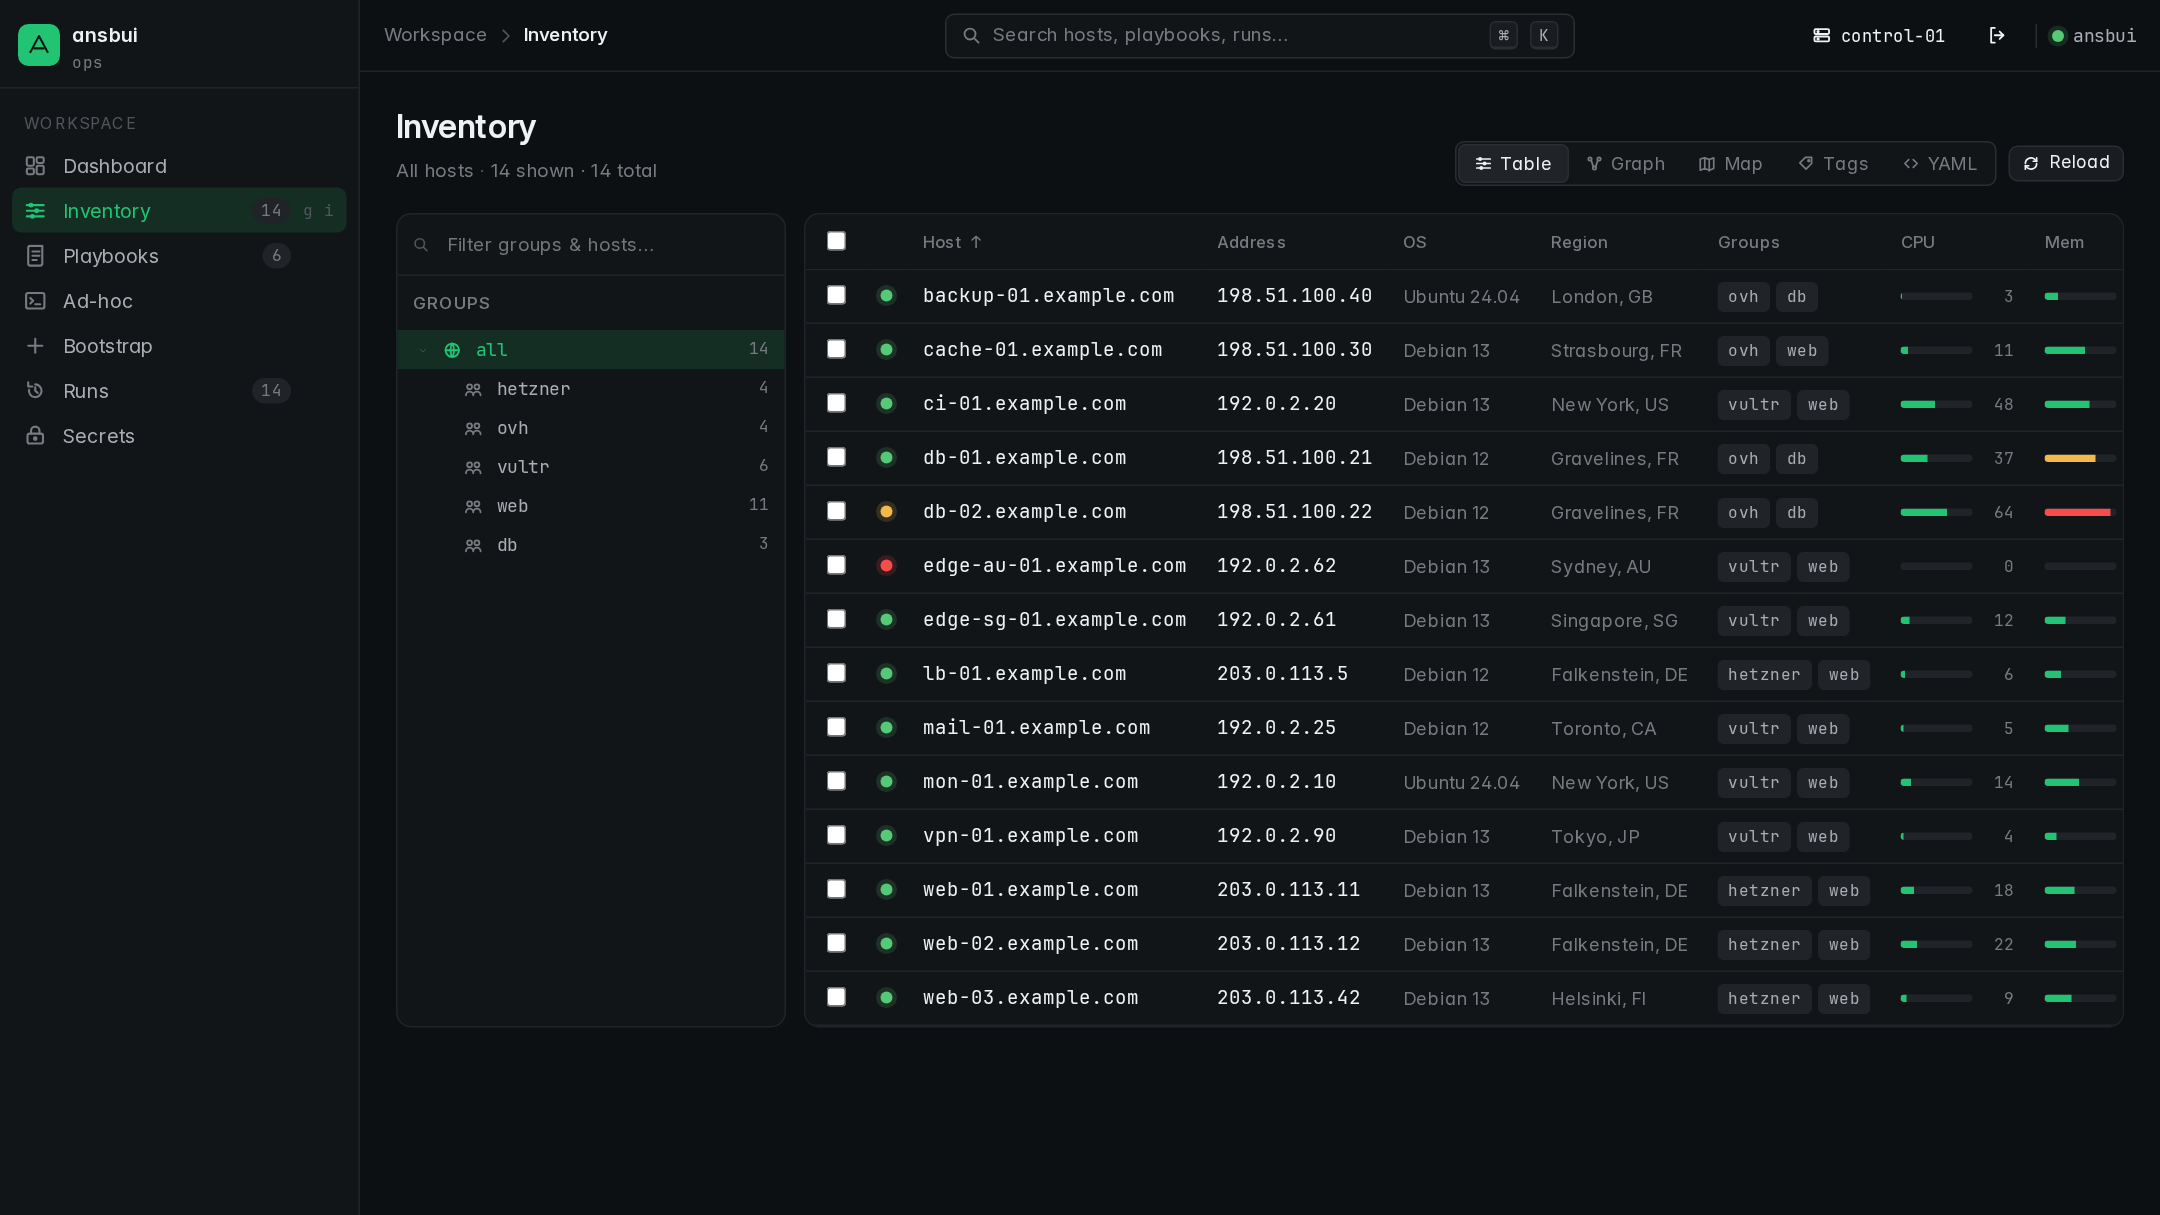 ansbui
ops
WORKSPACE
Dashboard
Inventory 14 g i
Playbooks 6
Ad-hoc
Bootstrap
Runs 14
Secrets
Workspace > Inventory
Search hosts, playbooks, runs... ⌘ K
control-01
ansbui
Inventory
All hosts · 14 shown · 14 total
Table Graph Map Tags YAML Reload
Filter groups & hosts...
GROUPS
all 14
hetzner 4
ovh 4
vultr 6
web 11
db 3
Host ↑ Address OS Region Groups CPU Mem
backup-01.example.com 198.51.100.40 Ubuntu 24.04 London, GB ovh db 3
cache-01.example.com 198.51.100.30 Debian 13 Strasbourg, FR ovh web 11
ci-01.example.com 192.0.2.20 Debian 13 New York, US vultr web 48
db-01.example.com 198.51.100.21 Debian 12 Gravelines, FR ovh db 37
db-02.example.com 198.51.100.22 Debian 12 Gravelines, FR ovh db 64
edge-au-01.example.com 192.0.2.62 Debian 13 Sydney, AU vultr web 0
edge-sg-01.example.com 192.0.2.61 Debian 13 Singapore, SG vultr web 12
lb-01.example.com 203.0.113.5 Debian 12 Falkenstein, DE hetzner web 6
mail-01.example.com 192.0.2.25 Debian 12 Toronto, CA vultr web 5
mon-01.example.com 192.0.2.10 Ubuntu 24.04 New York, US vultr web 14
vpn-01.example.com 192.0.2.90 Debian 13 Tokyo, JP vultr web 4
web-01.example.com 203.0.113.11 Debian 13 Falkenstein, DE hetzner web 18
web-02.example.com 203.0.113.12 Debian 13 Falkenstein, DE hetzner web 22
web-03.example.com 203.0.113.42 Debian 13 Helsinki, FI hetzner web 9